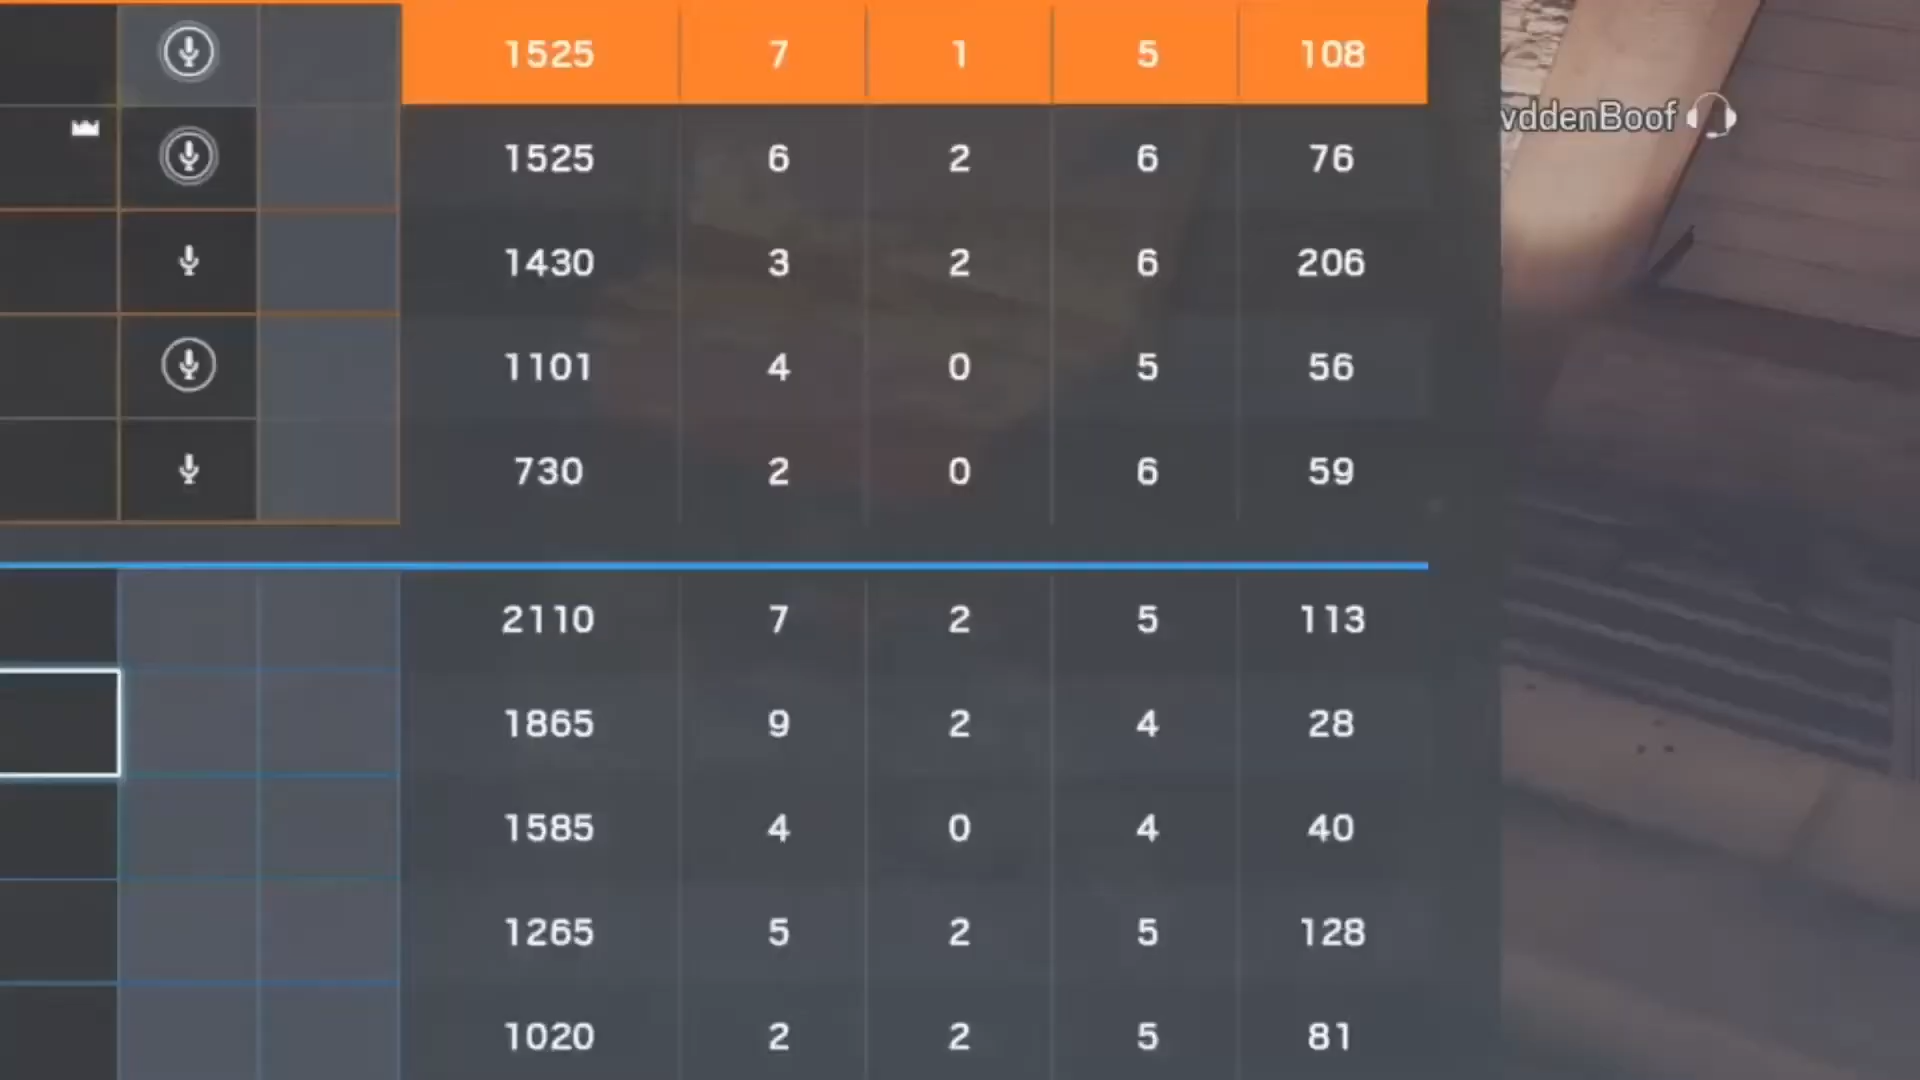 1525 7 1 5 108
vddenBoof
1525 6 2 6 76
1430 3 2 6 206
1101 4 0 5 56
730 2 0 6 59
2110 7 2 5 113
1865 9 2 4 28
1585 4 0 4 40
1265 5 2 5 128
1020 2 2 5 81